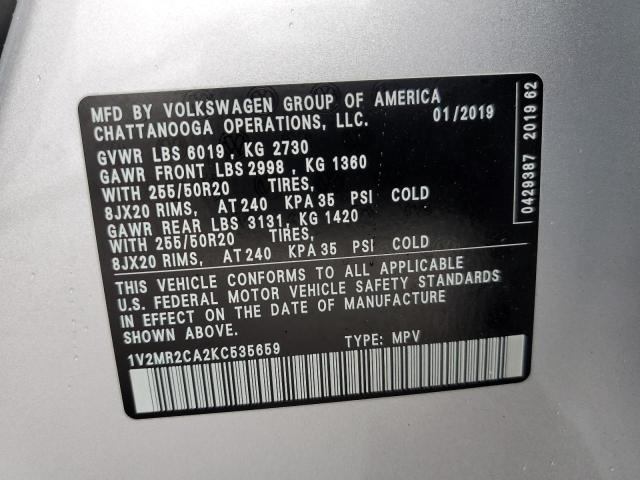 MFD BY VOLKSWAGEN GROUP OF AMERICA
CHATTANOOGA OPERATIONS, LLC. 01/2019
GVWR LBS 6019 , KG 2730
GAWR FRONT LBS 2998 , KG 1360
WITH 255/50R20 TIRES,
8JX20 RIMS, AT 240 KPA 35 PSI COLD
GAWR REAR LBS 3131, KG 1420
WITH 255/50R20 TIRES,
8JX20 RIMS, AT 240 KPA 35 PSI COLD
THIS VEHICLE CONFORMS TO ALL APPLICABLE
U.S. FEDERAL MOTOR VEHICLE SAFETY STANDARDS
IN EFFECT ON THE DATE OF MANUFACTURE
SHOWN ABOVE.
1V2MR2CA2KC535659 TYPE: MPV
0429387 2019 62